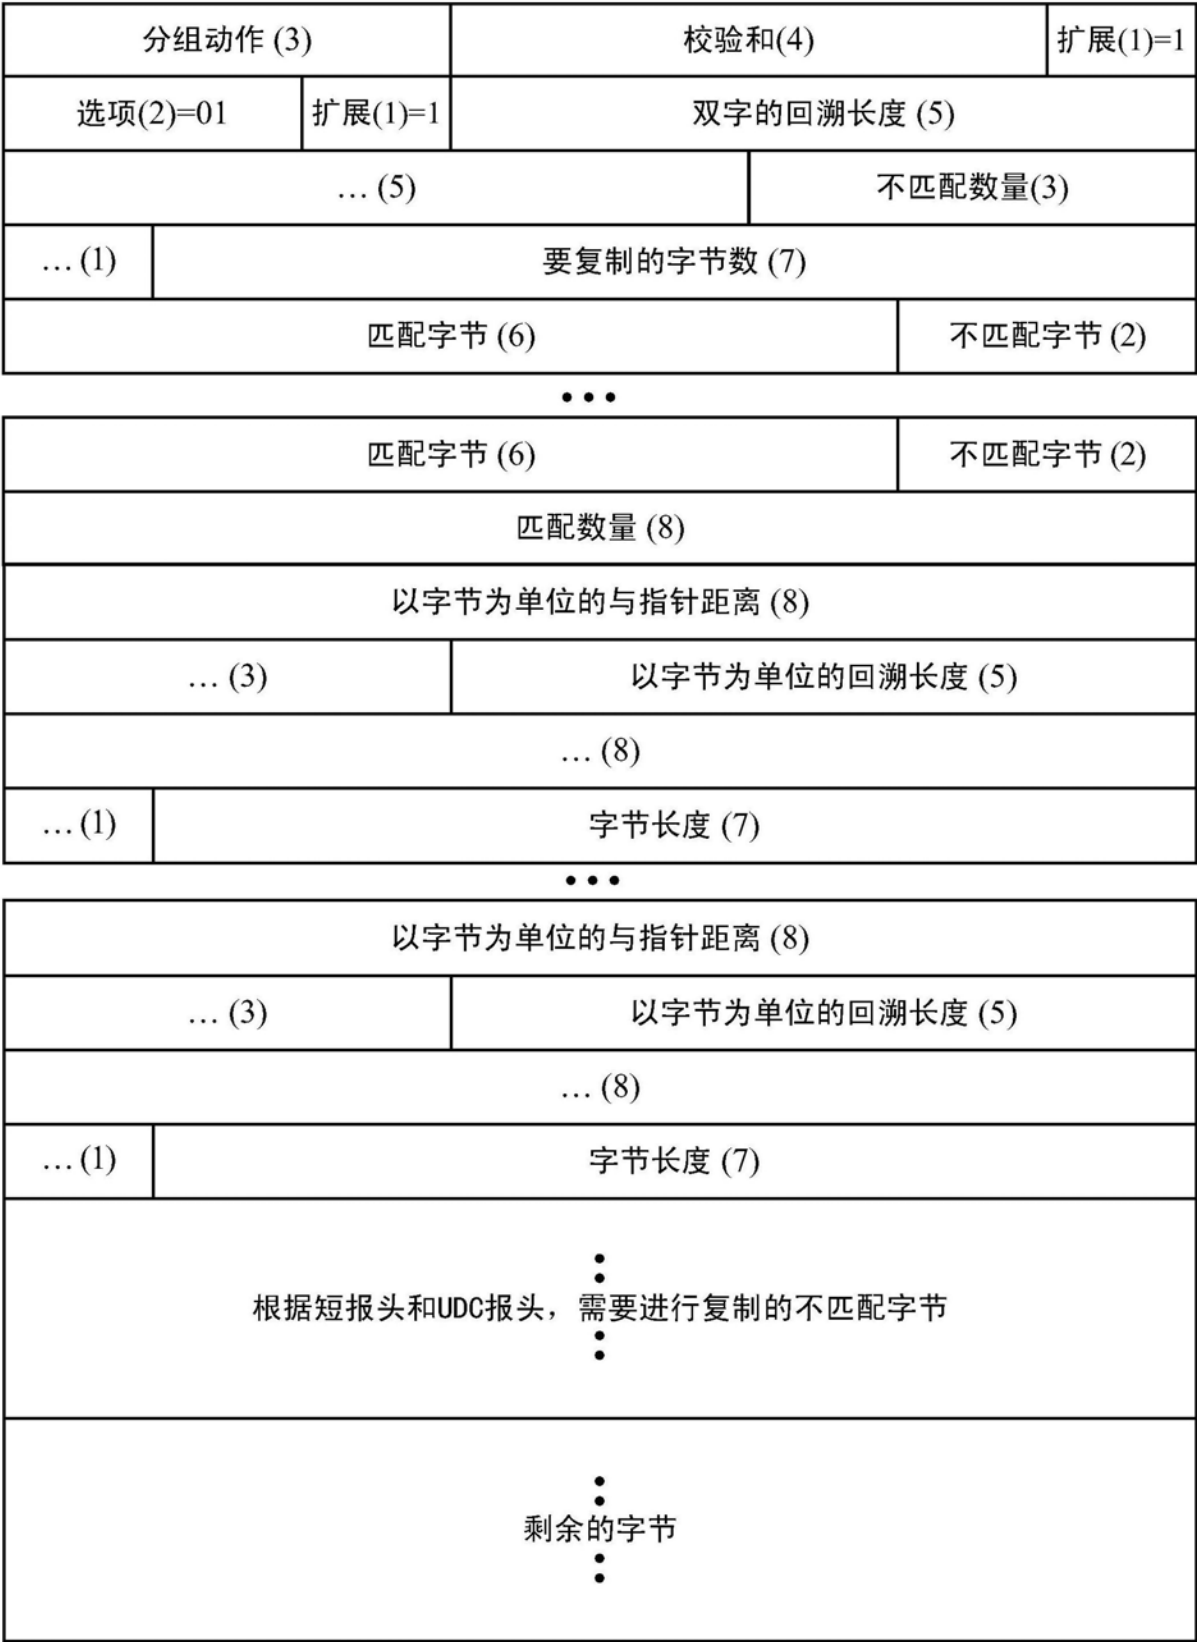 分组动作 (3) 校验和(4) 扩展(1)=1
选项(2)=01 扩展(1)=1 双字的回溯长度 (5)
… (5) 不匹配数量(3)
… (1) 要复制的字节数 (7)
匹配字节 (6) 不匹配字节 (2)
•••
匹配字节 (6) 不匹配字节 (2)
匹配数量 (8)
以字节为单位的与指针距离 (8)
… (3) 以字节为单位的回溯长度 (5)
… (8)
… (1) 字节长度 (7)
•••
以字节为单位的与指针距离 (8)
… (3) 以字节为单位的回溯长度 (5)
… (8)
… (1) 字节长度 (7)
根据短报头和UDC报头，需要进行复制的不匹配字节
剩余的字节